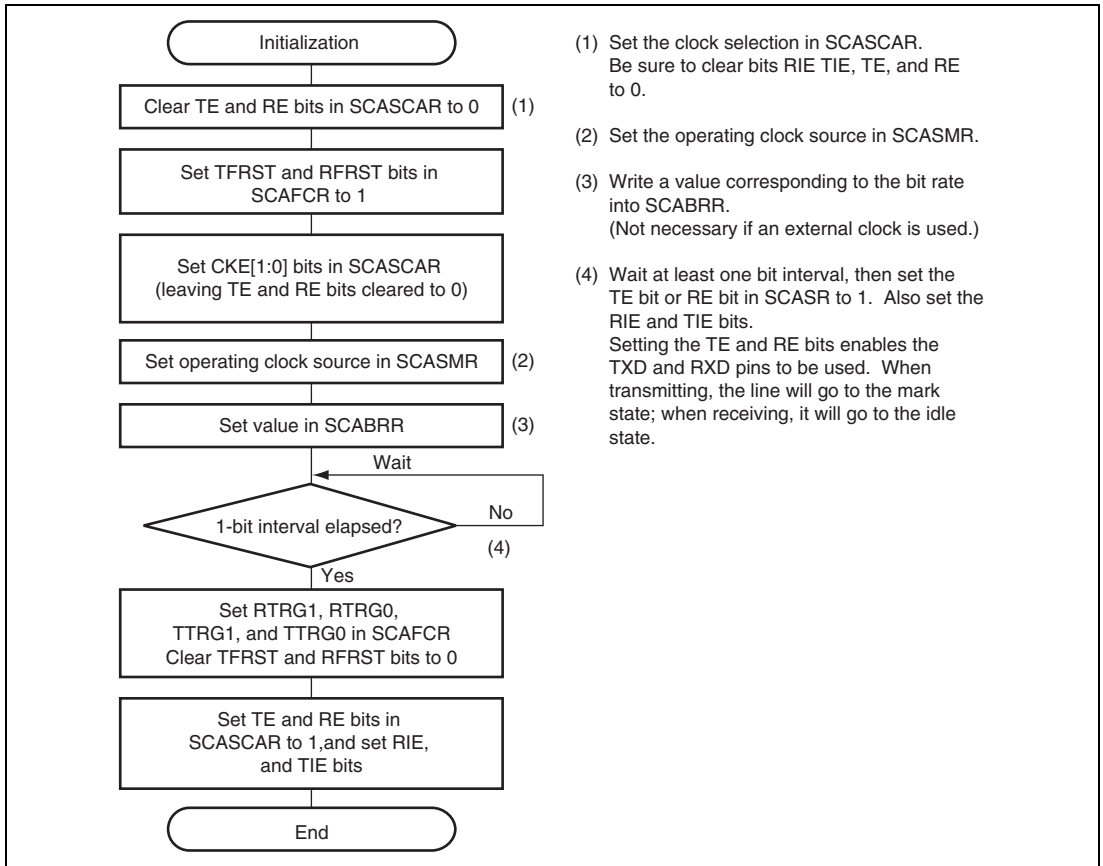 Initialization
Clear TE and RE bits in SCASCAR to 0
(1)
Set TFRST and RFRST bits in
SCAFCR to 1
Set CKE[1:0] bits in SCASCAR
(leaving TE and RE bits cleared to 0)
Set operating clock source in SCASMR
(2)
Set value in SCABRR
(3)
Wait
1-bit interval elapsed?
No
(4)
Yes
Set RTRG1, RTRG0,
TTRG1, and TTRG0 in SCAFCR
Clear TFRST and RFRST bits to 0
Set TE and RE bits in
SCASCAR to 1,and set RIE,
and TIE bits
End
(1) Set the clock selection in SCASCAR.
Be sure to clear bits RIE TIE, TE, and RE
to 0.
(2) Set the operating clock source in SCASMR.
(3) Write a value corresponding to the bit rate
into SCABRR.
(Not necessary if an external clock is used.)
(4) Wait at least one bit interval, then set the
TE bit or RE bit in SCASR to 1. Also set the
RIE and TIE bits.
Setting the TE and RE bits enables the
TXD and RXD pins to be used. When
transmitting, the line will go to the mark
state; when receiving, it will go to the idle
state.